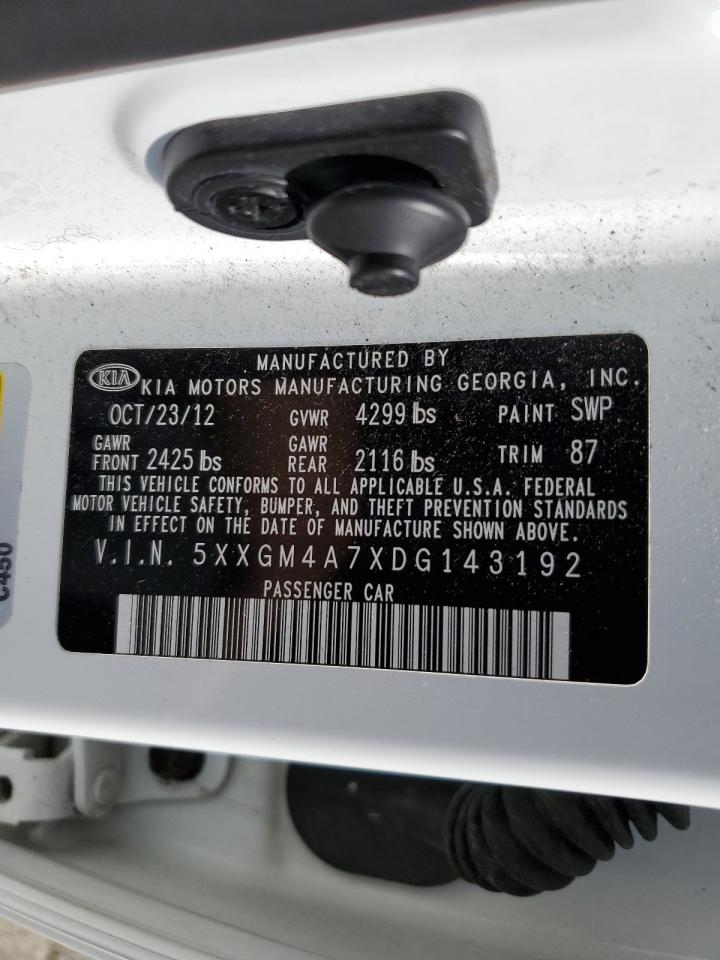 MANUFACTURED BY
KIA KIA MOTORS MANUFACTURING GEORGIA, INC.
OCT/23/12 GVWR 4299 lbs PAINT SWP
GAWR FRONT 2425 lbs GAWR REAR 2116 lbs TRIM 87
THIS VEHICLE CONFORMS TO ALL APPLICABLE U.S.A. FEDERAL
MOTOR VEHICLE SAFETY, BUMPER, AND THEFT PREVENTION STANDARDS
IN EFFECT ON THE DATE OF MANUFACTURE SHOWN ABOVE.
V.I.N. 5XXGM4A7XDG143192
PASSENGER CAR
C450